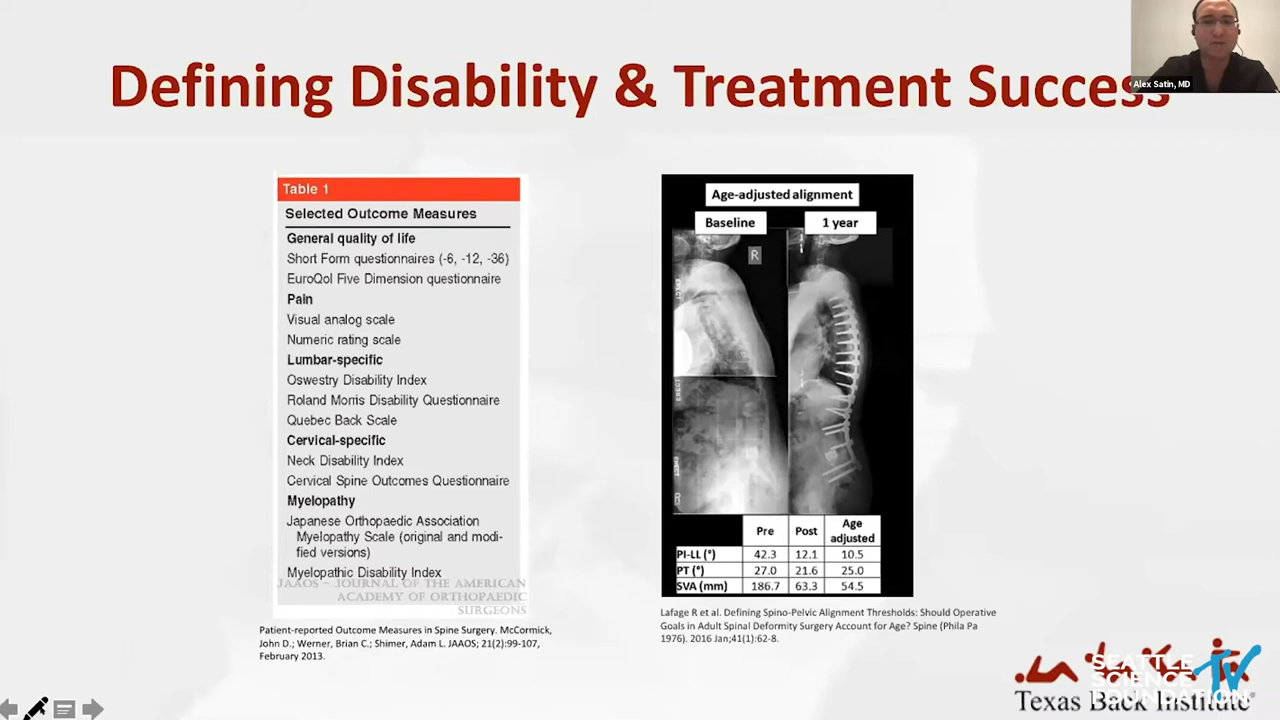 Defining Disability & Treatment Success
Alex Satin, MD
Table 1
Selected Outcome Measures
General quality of life
Short Form questionnaires (-6, -12, -36)
EuroQol Five Dimension questionnaire
Pain
Visual analog scale
Numeric rating scale
Lumbar-specific
Oswestry Disability Index
Roland Morris Disability Questionnaire
Quebec Back Scale
Cervical-specific
Neck Disability Index
Cervical Spine Outcomes Questionnaire
Myelopathy
Japanese Orthopaedic Association
Myelopathy Scale (original and modi-
fied versions)
Myelopathic Disability Index
JAAOS - JOURNAL OF THE AMERICAN
ACADEMY OF ORTHOPAEDIC
SURGEONS
Patient-reported Outcome Measures in Spine Surgery. McCormick,
John D.; Werner, Brian C.; Shimer, Adam L. JAAOS; 21(2):99-107,
February 2013.
Age-adjusted alignment
Baseline 1 year
R
Pre Post Age adjusted
PI-LL (°) 42.3 12.1 10.5
PT (°) 27.0 21.6 25.0
SVA (mm) 186.7 63.3 54.5
Lafage R et al. Defining Spino-Pelvic Alignment Thresholds: Should Operative
Goals in Adult Spinal Deformity Surgery Account for Age? Spine (Phila Pa
1976). 2016 Jan;41(1):62-8.
SEATTLE
SCIENCE
FOUNDATION
TV
Texas Back Institute